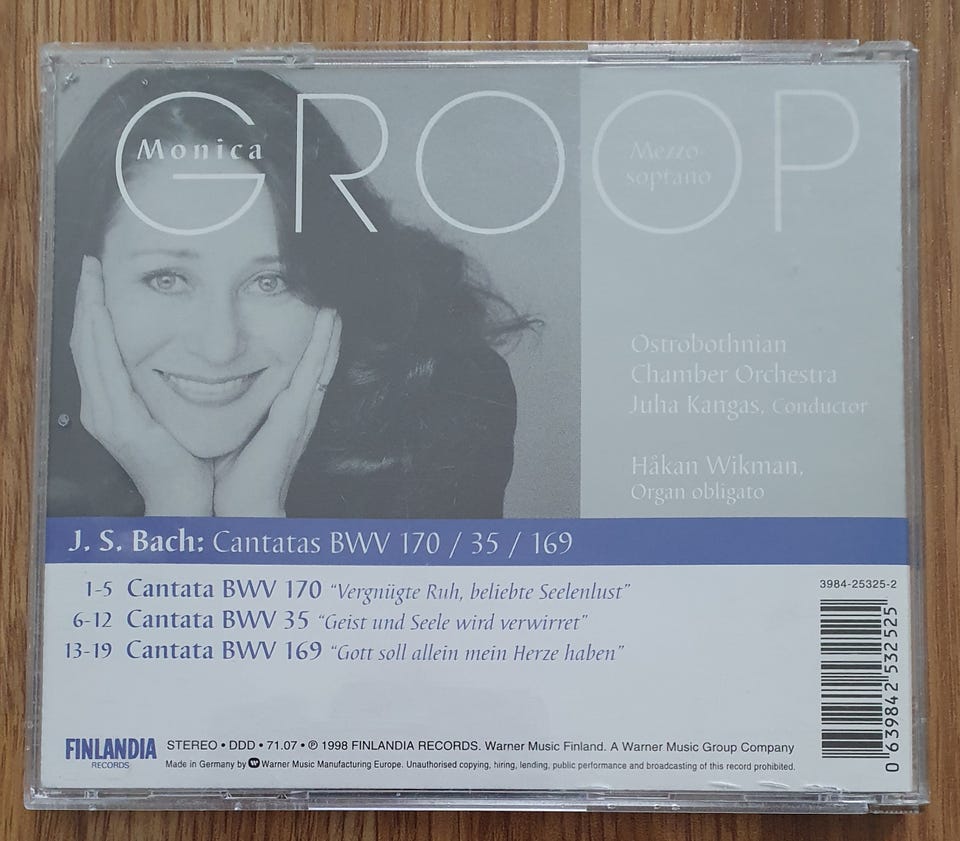 Monica
GROOP
Mezzo-
soprano
Ostrobothnian
Chamber Orchestra
Juha Kangas, Conductor
Håkan Wikman,
Organ obligato
J. S. Bach: Cantatas BWV 170 / 35 / 169
1-5 Cantata BWV 170 “Vergnügte Ruh, beliebte Seelenlust”
6-12 Cantata BWV 35 “Geist und Seele wird verwirret”
13-19 Cantata BWV 169 “Gott soll allein mein Herze haben”
3984-25325-2
0 639842 532525
FINLANDIA
RECORDS
STEREO • DDD • 71.07 • ℗ 1998 FINLANDIA RECORDS. Warner Music Finland. A Warner Music Group Company
Made in Germany by Warner Music Manufacturing Europe. Unauthorised copying, hiring, lending, public performance and broadcasting of this record prohibited.